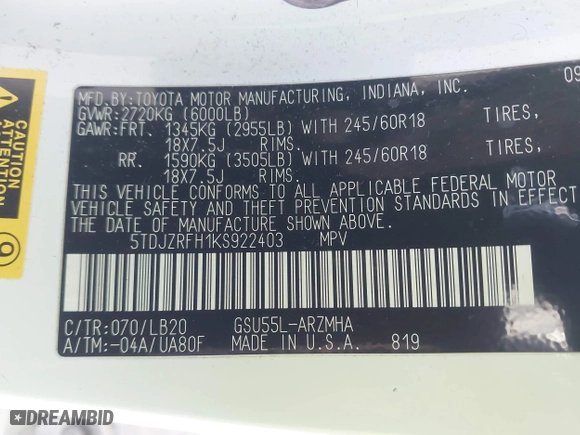 MFD.BY:TOYOTA MOTOR MANUFACTURING, INDIANA, INC. 09
GVWR:2720KG (6000LB)
GAWR:FRT. 1345KG (2955LB) WITH 245/60R18 TIRES,
18X7.5J RIMS.
RR. 1590KG (3505LB) WITH 245/60R18 TIRES,
18X7.5J RIMS.
THIS VEHICLE CONFORMS TO ALL APPLICABLE FEDERAL MOTOR
VEHICLE SAFETY AND THEFT PREVENTION STANDARDS IN EFFE
THE DATE OF MANUFACTURE SHOWN ABOVE.
5TDJZRFH1KS922403 MPV
C/TR:070/LB20 GSU55L-ARZMHA
A/TM:-04A/UA80F MADE IN U.S.A. 819
CAUTION
ATTENTION
DREAMBID